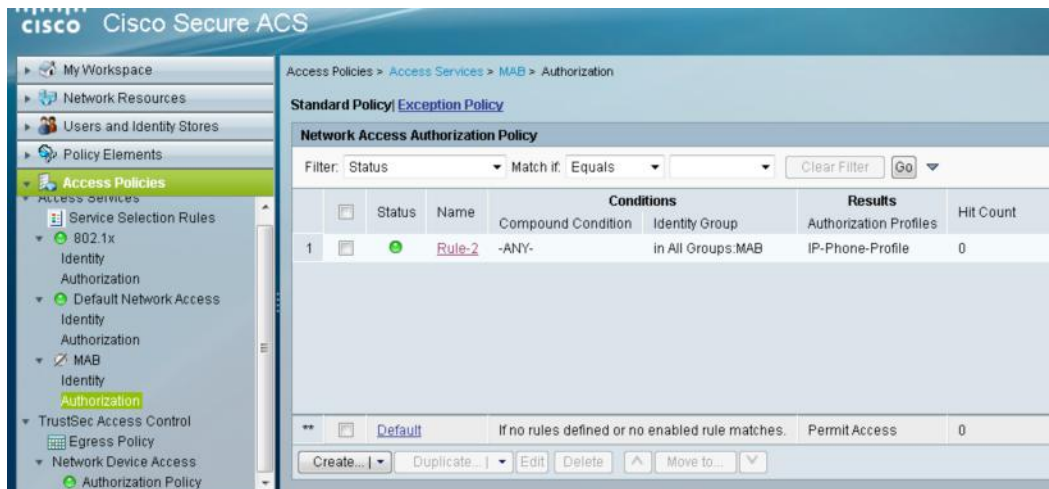 CISCO Cisco Secure ACS
My Workspace
Network Resources
Users and Identity Stores
Policy Elements
Access Policies
Access Services
Service Selection Rules
802.1x
Identity
Authorization
Default Network Access
Identity
Authorization
MAB
Identity
Authorization
TrustSec Access Control
Egress Policy
Network Device Access
Authorization Policy
Access Policies > Access Services > MAB > Authorization
Standard Policy| Exception Policy
Network Access Authorization Policy
Filter: Status Match if: Equals Clear Filter Go
Conditions Results
Status Name Compound Condition Identity Group Authorization Profiles Hit Count
1 Rule-2 -ANY- in All Groups:MAB IP-Phone-Profile 0
** Default If no rules defined or no enabled rule matches. Permit Access 0
Create... | Duplicate... | Edit Delete Move to...